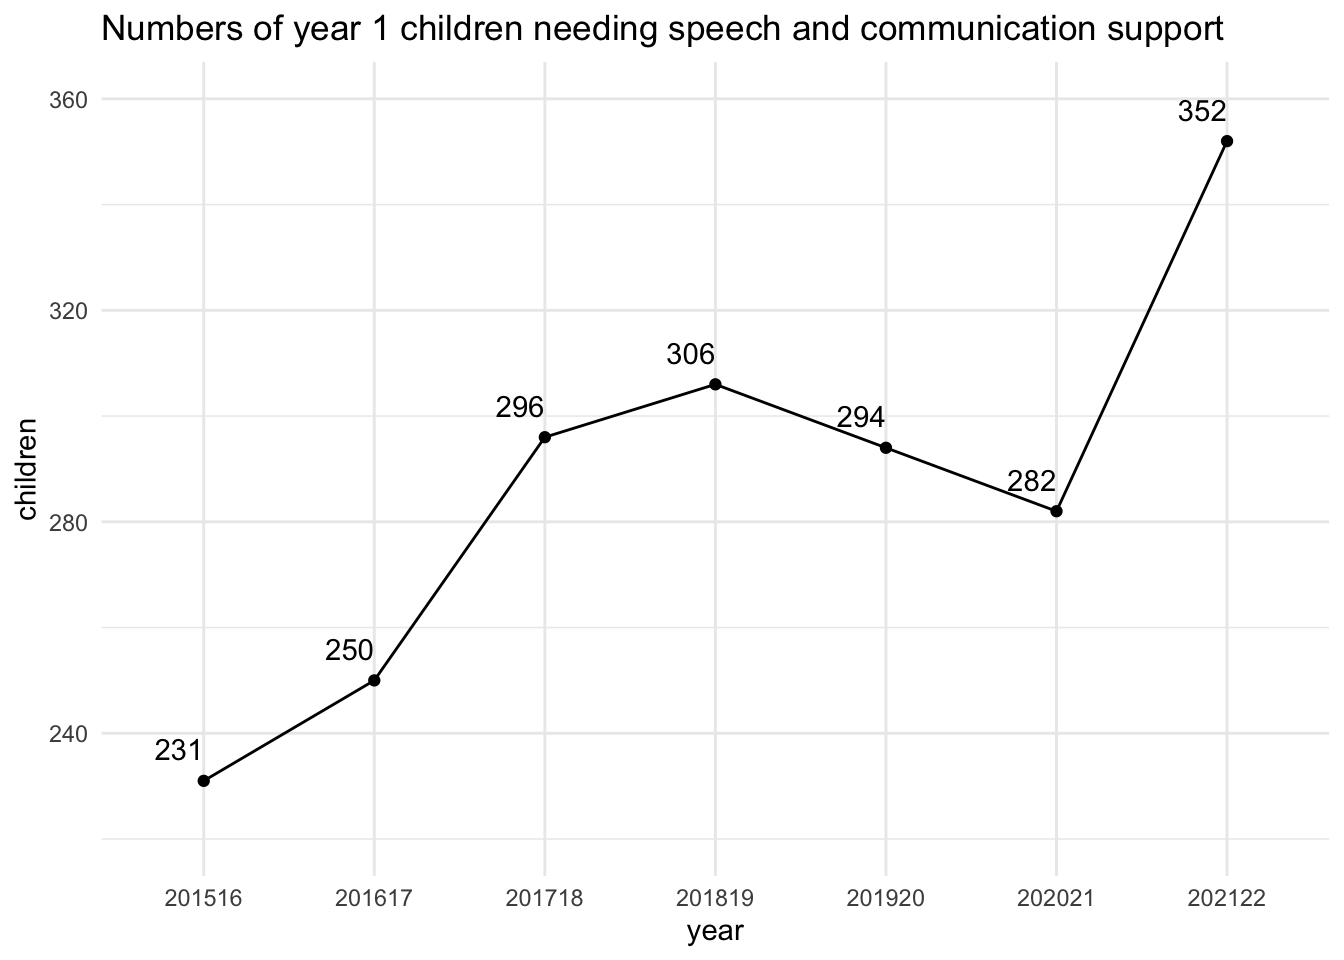 Numbers of year 1 children needing speech and communication support
360
352
320
306
296
294
282
280
250
240
231
children
201516 201617 201718 201819 201920 202021 202122
year